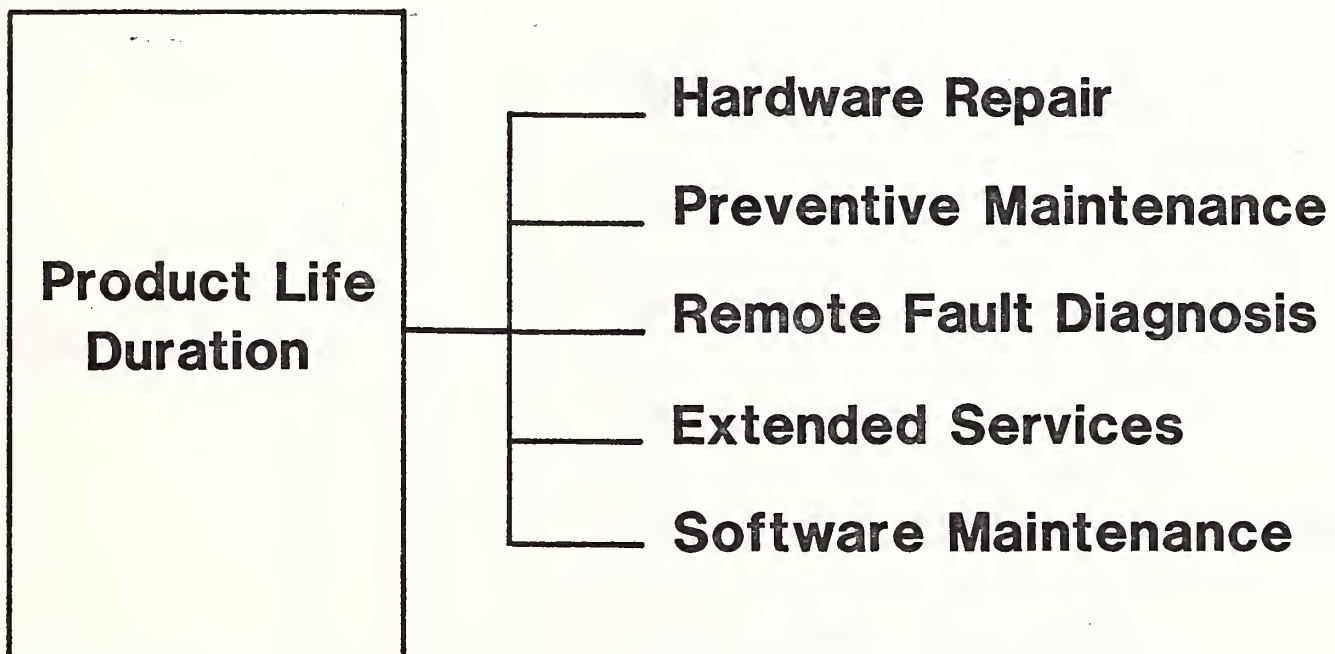 Product Life
Duration
Hardware Repair
Preventive Maintenance
Remote Fault Diagnosis
Extended Services
Software Maintenance